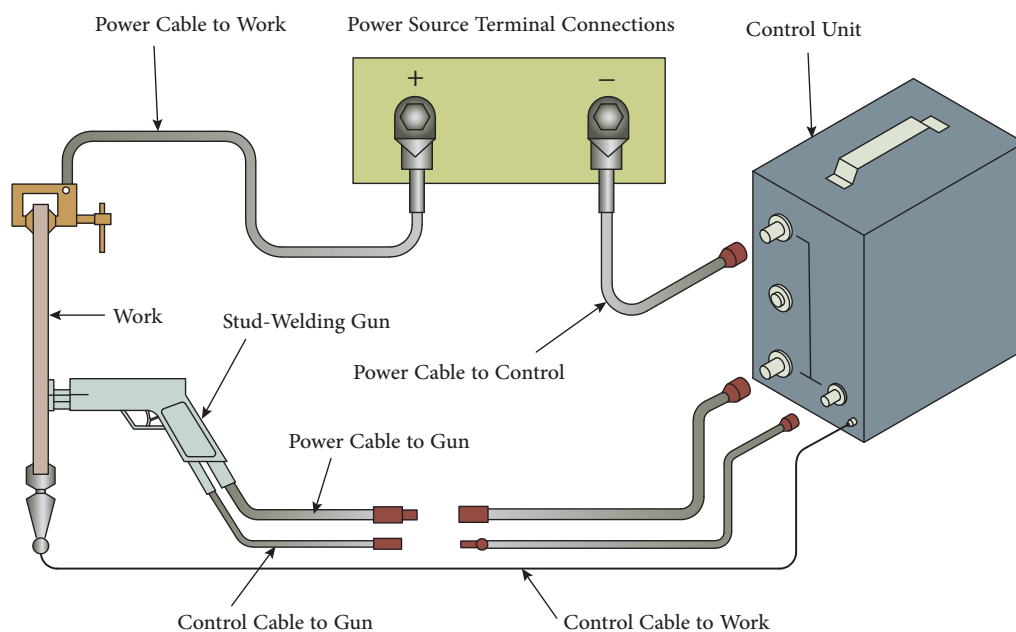 Power Cable to Work
Power Source Terminal Connections
Control Unit
+
−
Work
Stud-Welding Gun
Power Cable to Control
Power Cable to Gun
Control Cable to Gun
Control Cable to Work